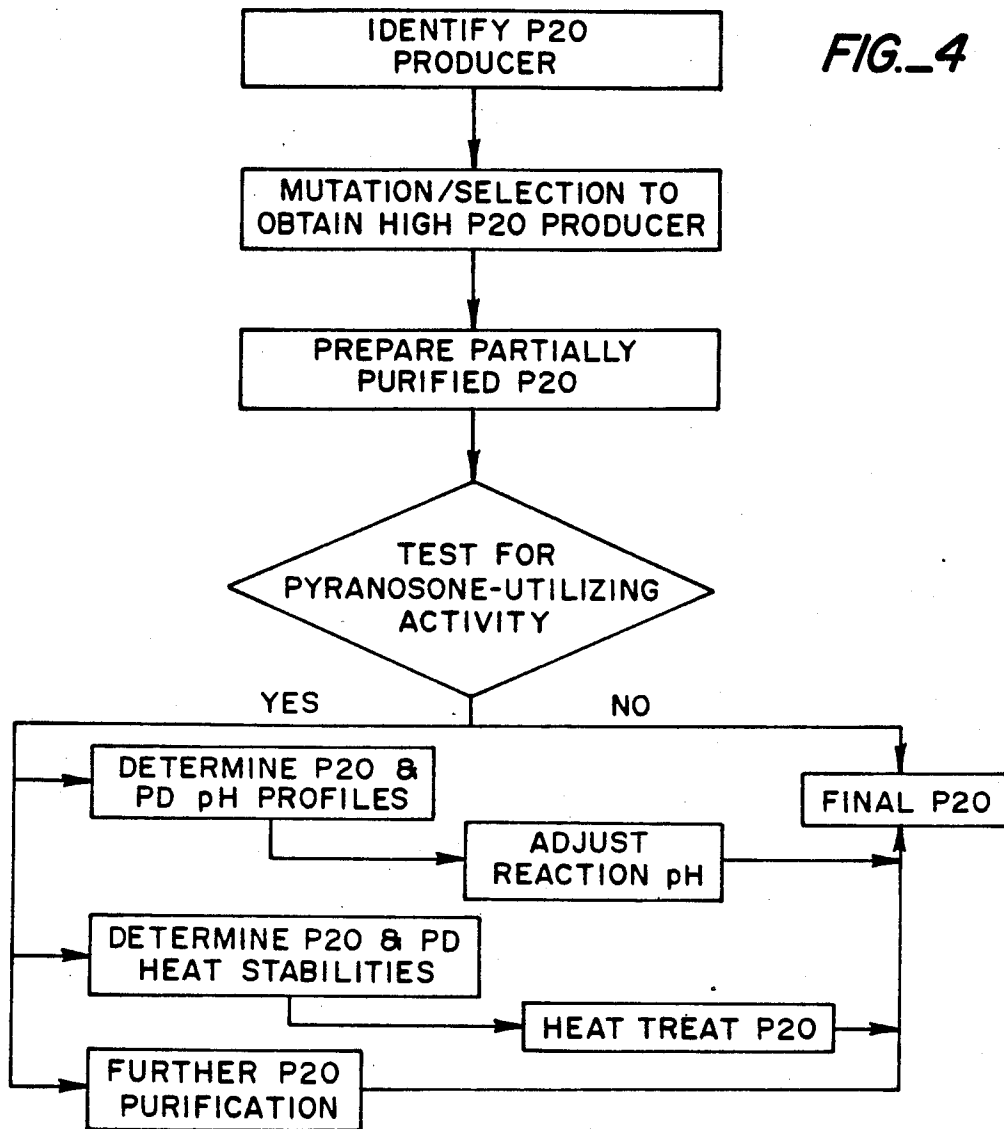 IDENTIFY P2O
PRODUCER
FIG._4
MUTATION/SELECTION TO
OBTAIN HIGH P2O PRODUCER
PREPARE PARTIALLY
PURIFIED P2O
TEST FOR
PYRANOSONE-UTILIZING
ACTIVITY
YES
NO
DETERMINE P2O &
PD pH PROFILES
FINAL P2O
ADJUST
REACTION pH
DETERMINE P2O & PD
HEAT STABILITIES
HEAT TREAT P2O
FURTHER P2O
PURIFICATION